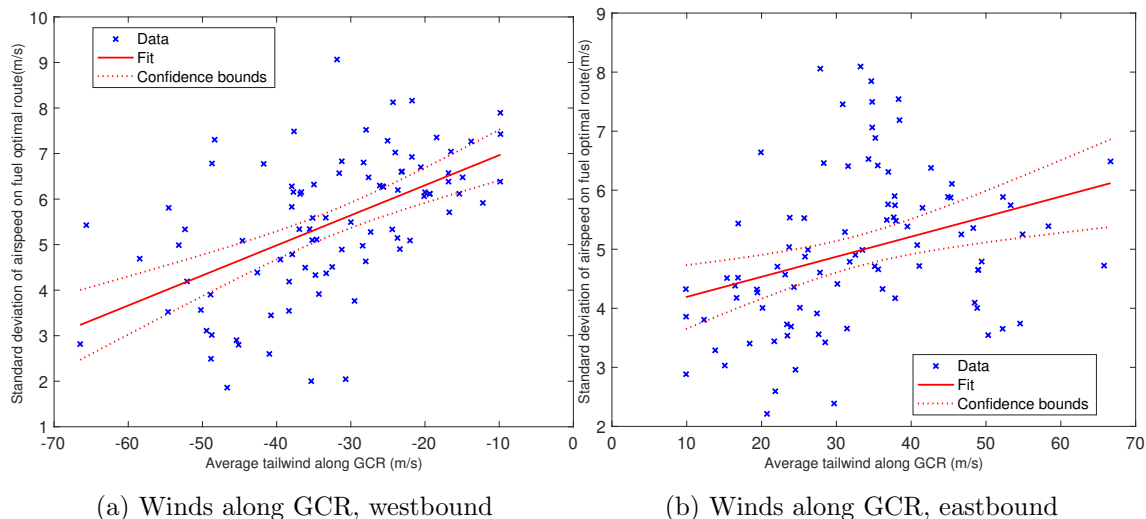 10
9
8
7
6
5
4
3
2
1
Standard deviation of airspeed on fuel optimal route(m/s)
Data
Fit
Confidence bounds
-70 -60 -50 -40 -30 -20 -10 0
Average tailwind along GCR (m/s)
(a) Winds along GCR, westbound
9
8
7
6
5
4
3
2
Standard deviation of airspeed on fuel optimal route (m/s)
Data
Fit
Confidence bounds
0 10 20 30 40 50 60 70
Average tailwind along GCR (m/s)
(b) Winds along GCR, eastbound